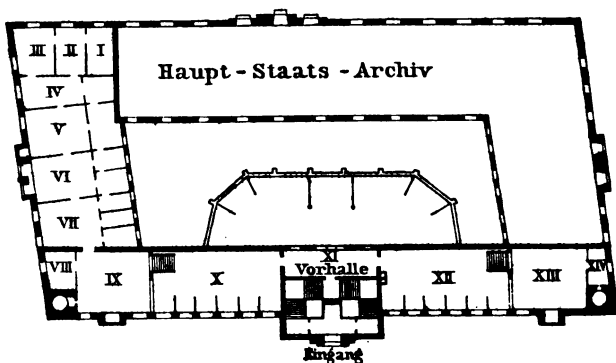 III II I
Haupt-Staats-Archiv
IV
V
VI
VII
VIII IX X XI XII XIII XIV
Vorhalle
Eingang